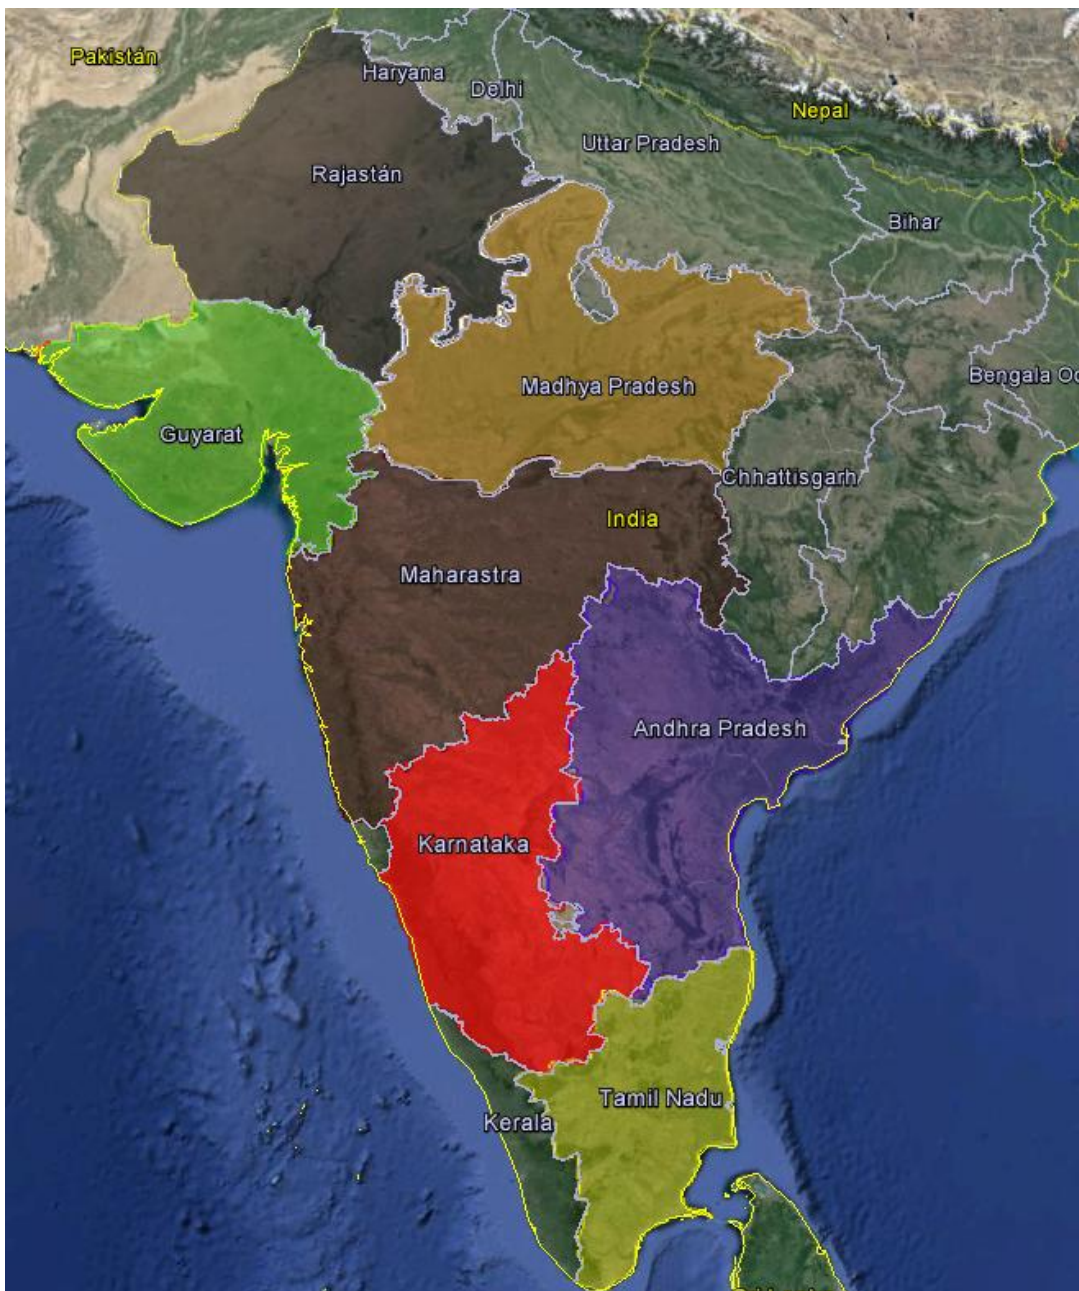 Pakistán
Haryana
Delhi
Nepal
Uttar Pradesh
Rajastán
Bihar
Madhya Pradesh
Bengala Oc
Guyarat
Chhattisgarh
India
Maharastra
Andhra Pradesh
Karnataka
Tamil Nadu
Kerala